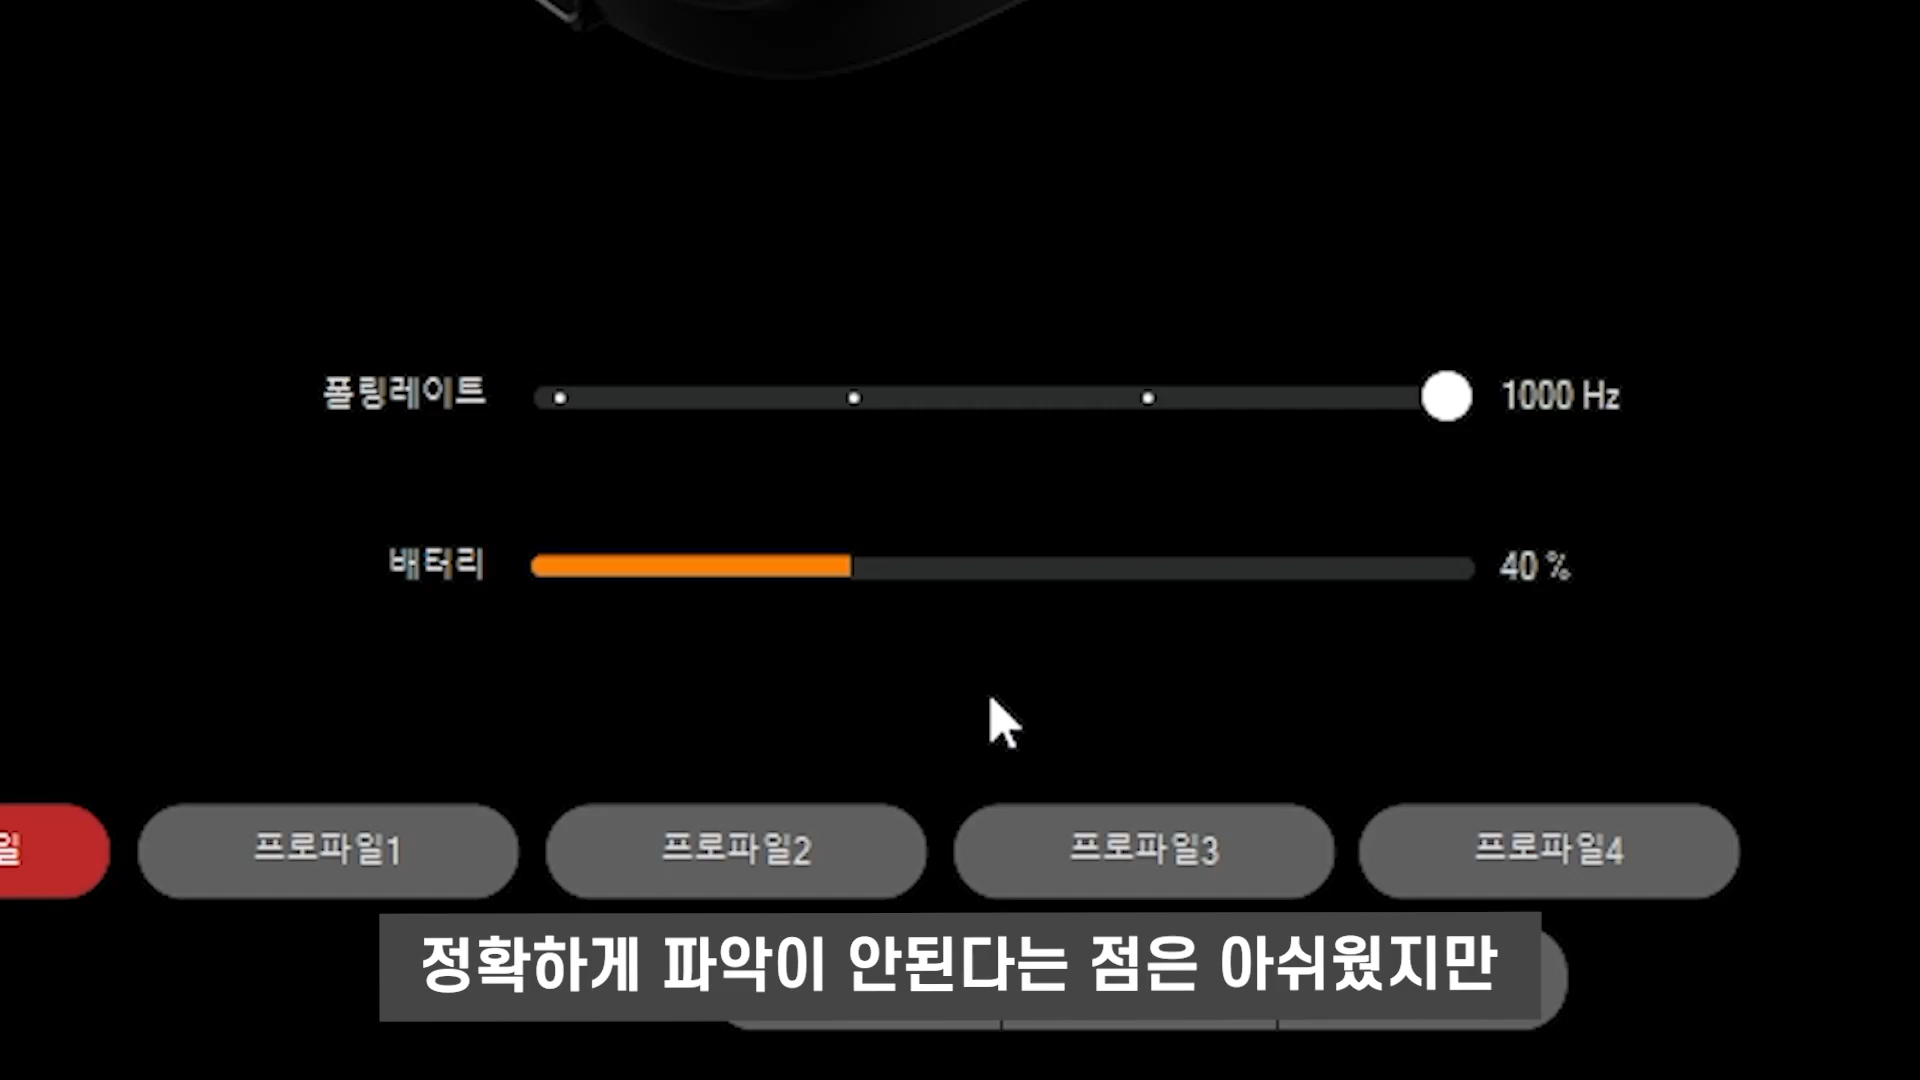 폴링레이트 1000 Hz
배터리 40 %
일 프로파일1 프로파일2 프로파일3 프로파일4
정확하게 파악이 안된다는 점은 아쉬웠지만